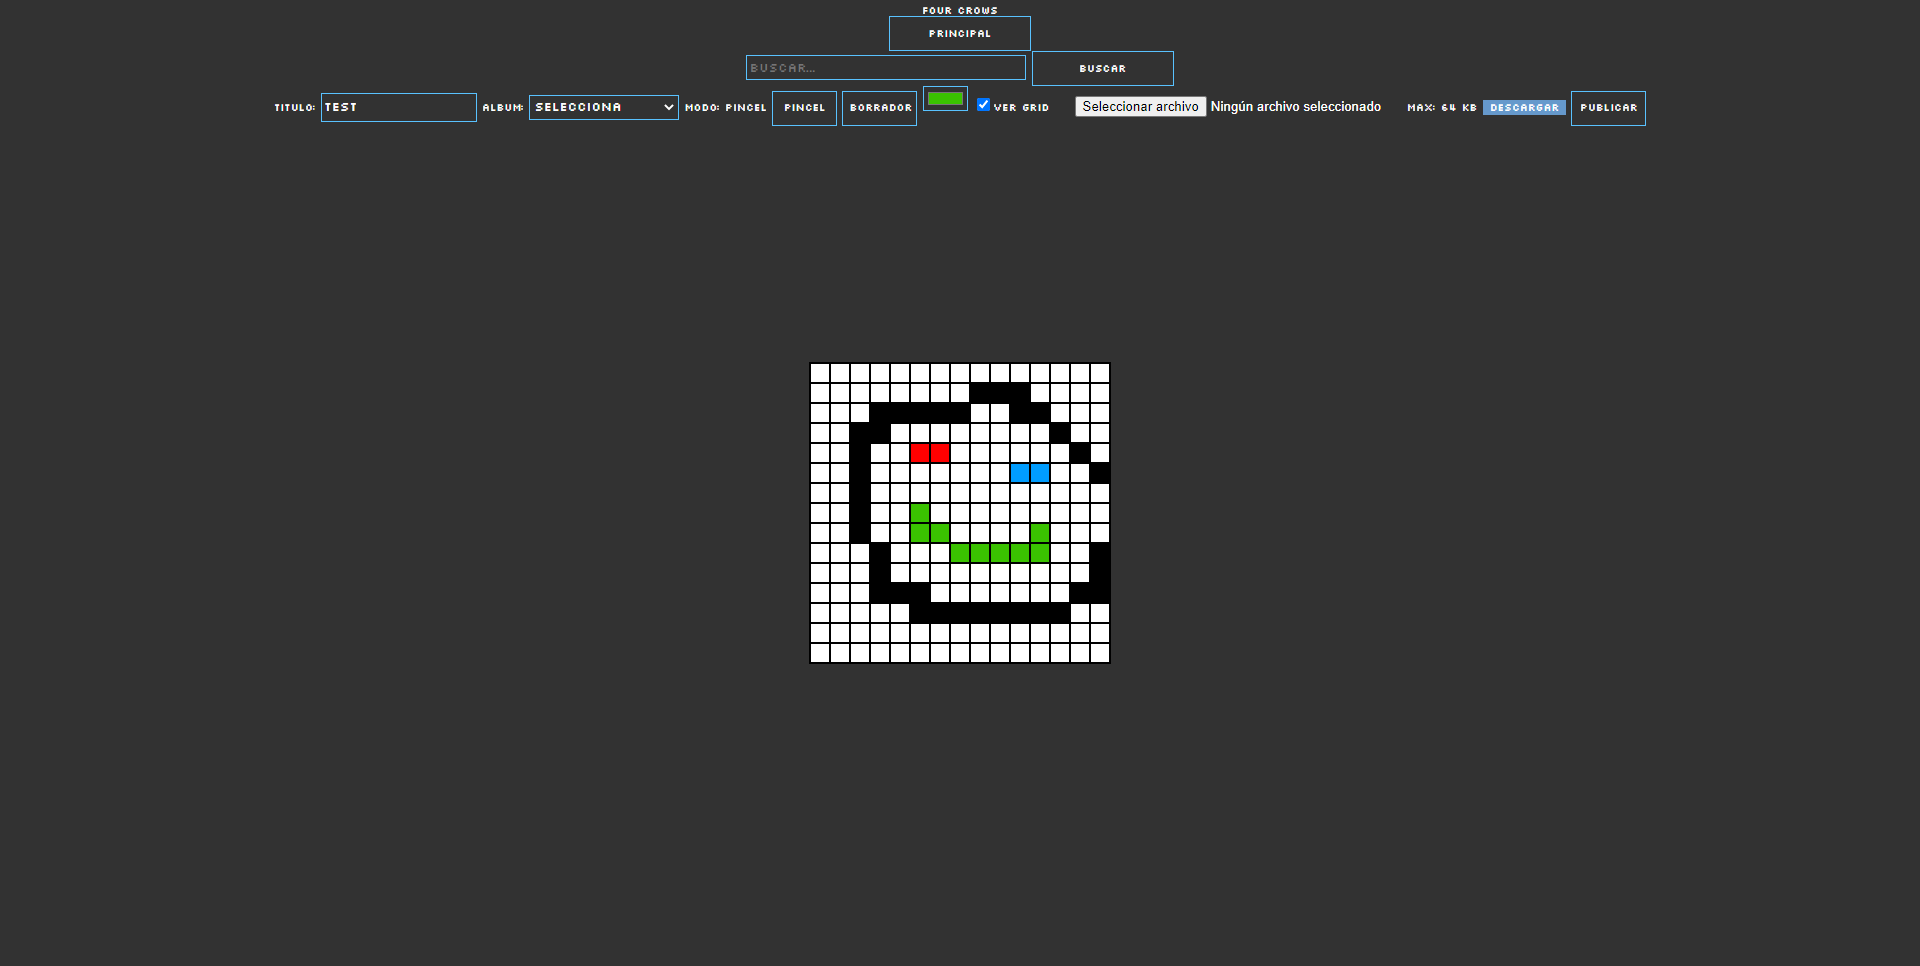 FOUR CROWS
PRINCIPAL
BUSCAR... BUSCAR
TITULO: TEST ALBUM: SELECCIONA MODO: PINCEL PINCEL BORRADOR VER GRID Seleccionar archivo Ningún archivo seleccionado MAX: 64 KB DESCARGAR PUBLICAR